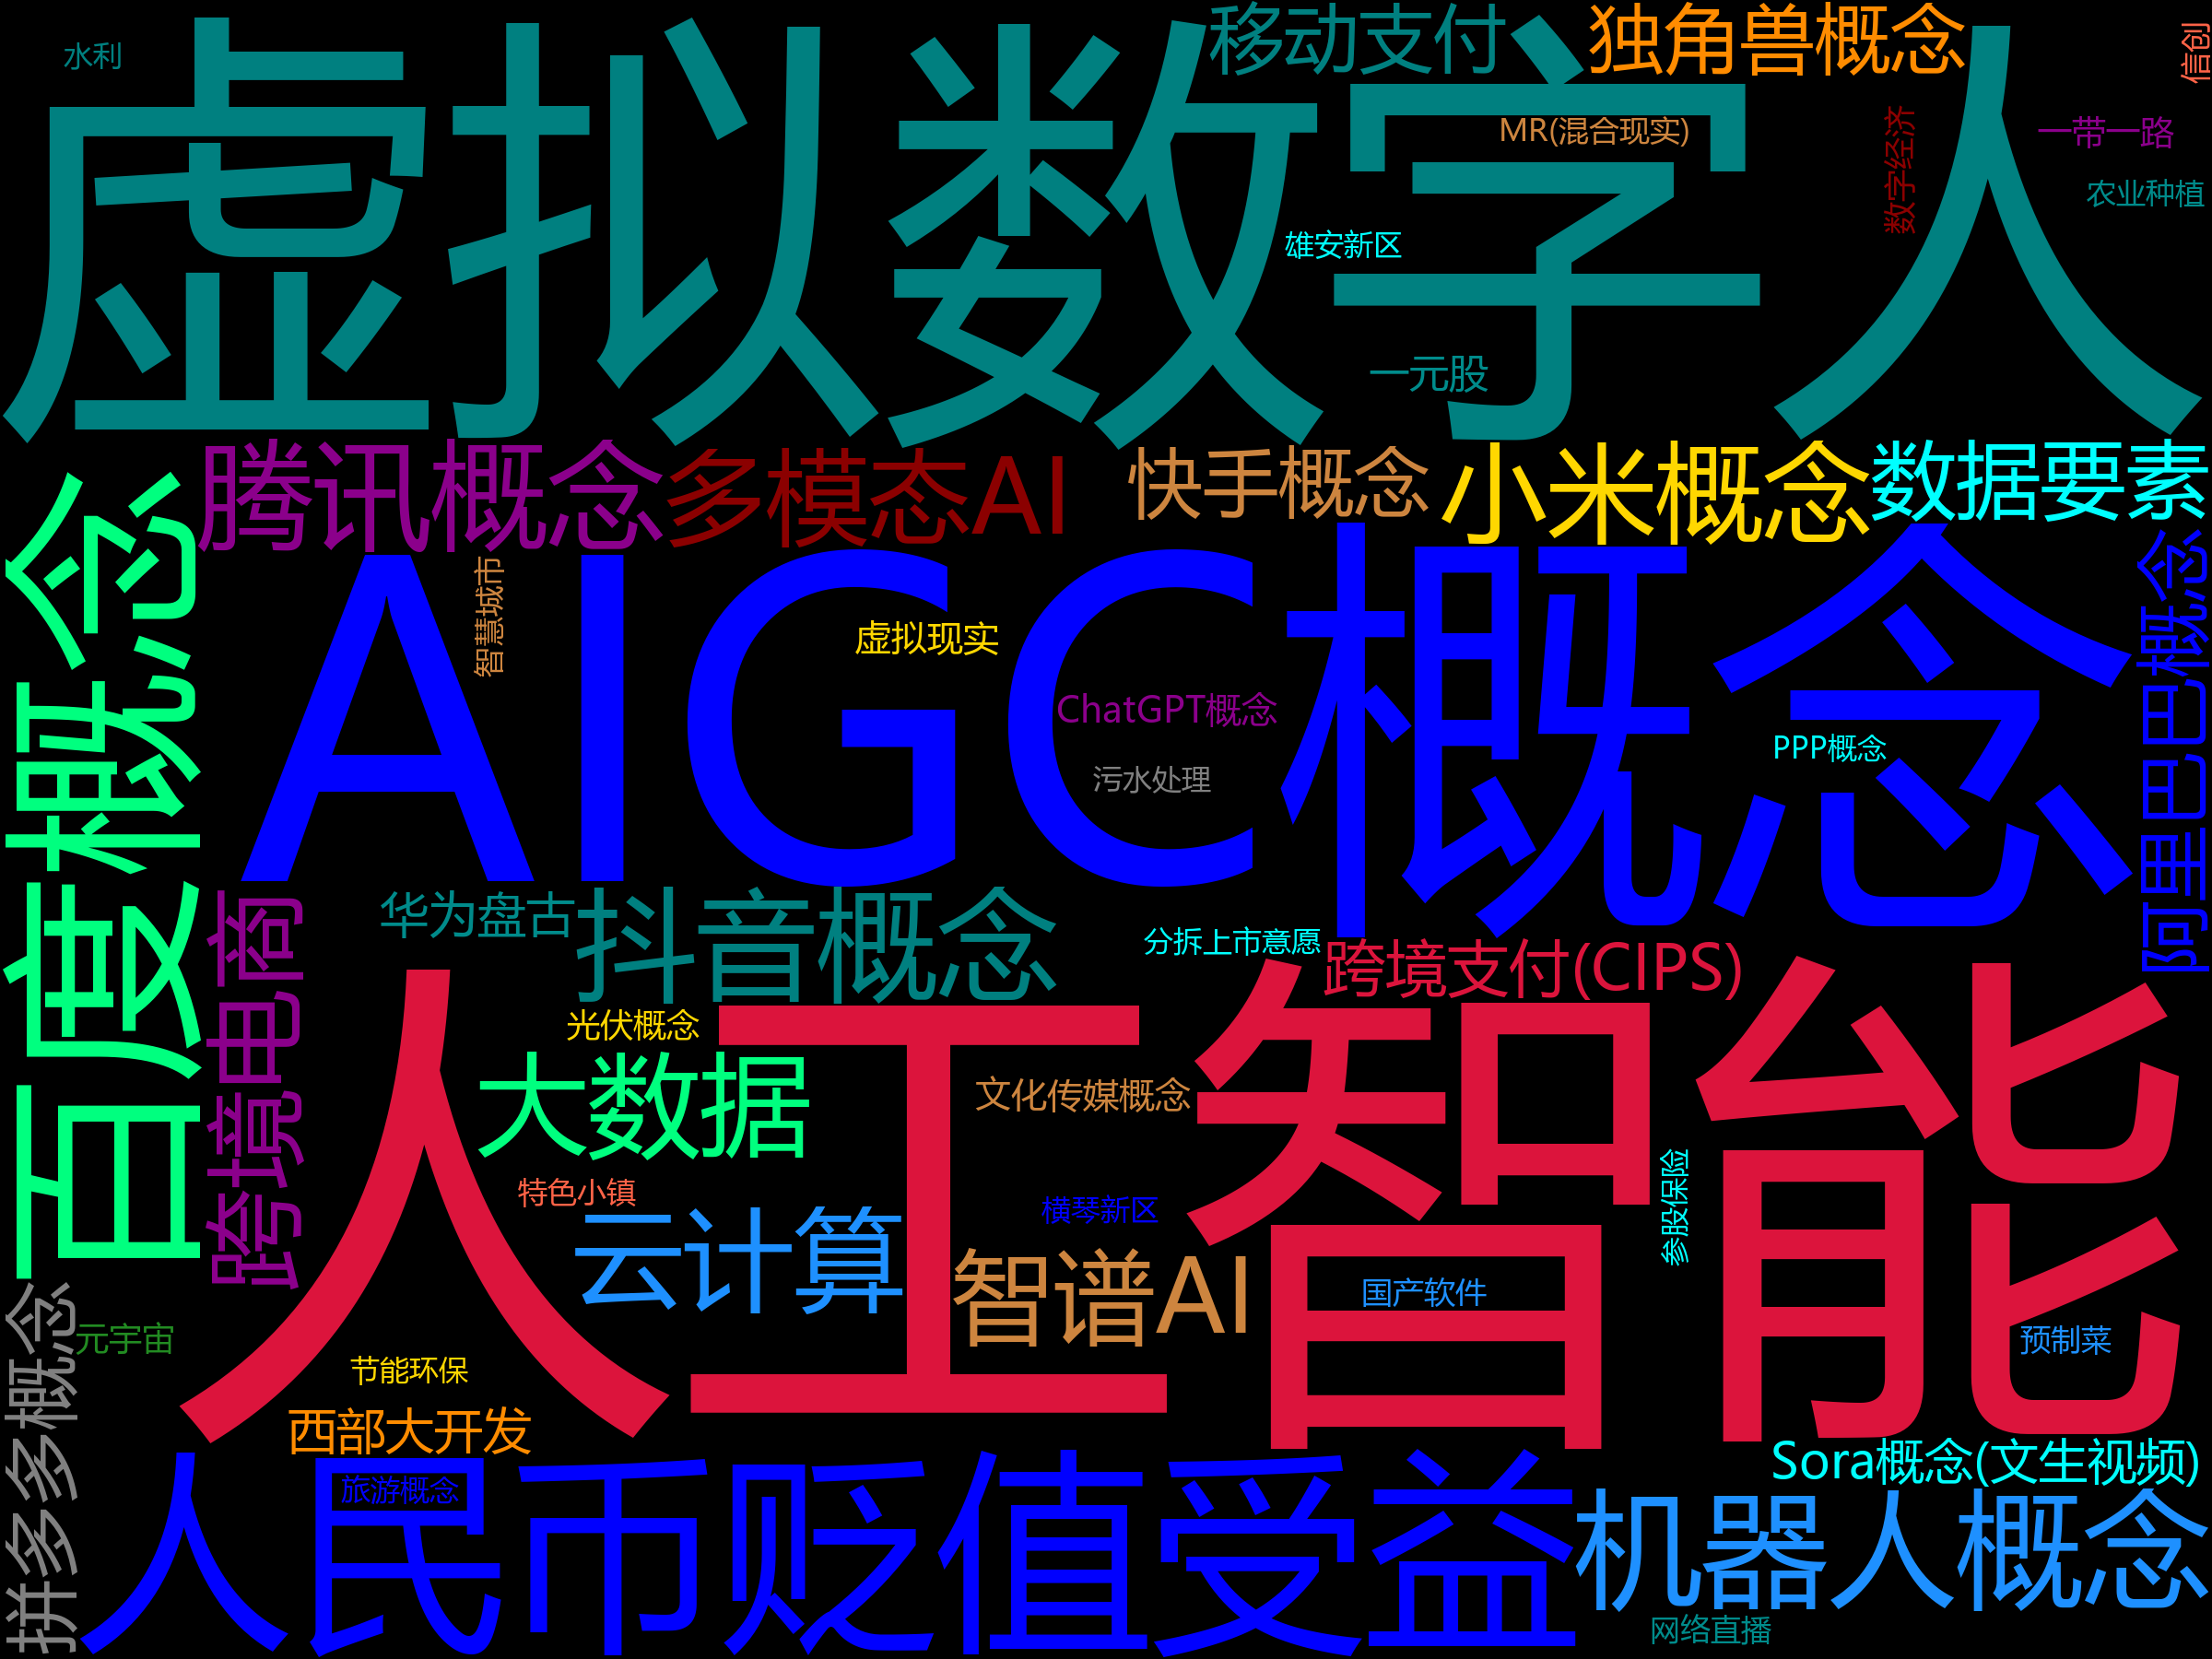 虚拟数字人
移动支付
独角兽概念
信创
水利
MR(混合现实)
数字经济
一带一路
农业种植
雄安新区
一元股
腾讯概念
多模态AI
快手概念
小米概念
数据要素
百度概念
AIGC概念
智慧城市
虚拟现实
ChatGPT概念
污水处理
PPP概念
阿里巴巴概念
跨境电商
华为盘古
抖音概念
分拆上市意愿
跨境支付(CIPS)
人工智能
光伏概念
大数据
文化传媒概念
特色小镇
横琴新区
参股保险
云计算
智谱AI
国产软件
预制菜
拼多多概念
元宇宙
节能环保
西部大开发
Sora概念(文生视频)
人民币贬值受益
旅游概念
机器人概念
网络直播